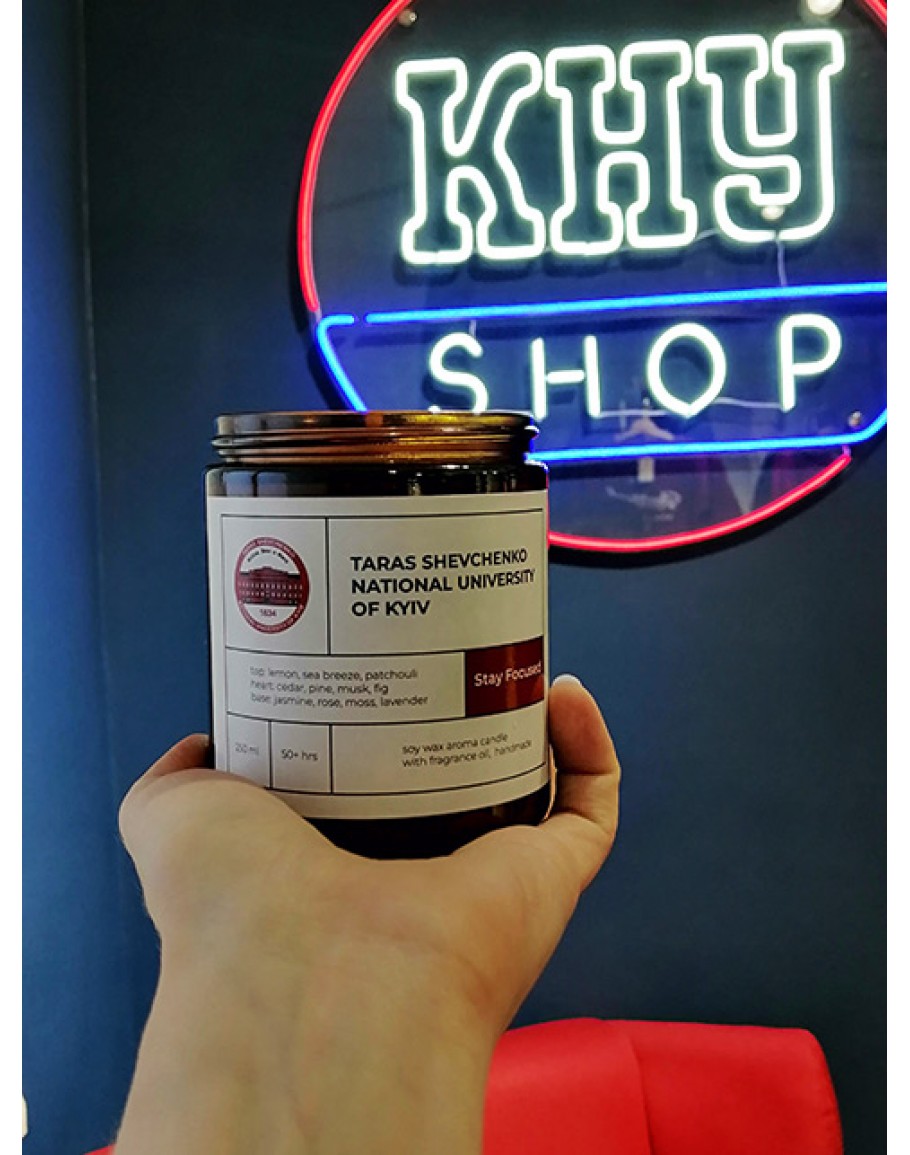 КНУ
SHOP
TARAS SHEVCHENKO
1834
TARAS SHEVCHENKO
NATIONAL UNIVERSITY
OF KYIV
top: lemon, sea breeze, patchouli
heart: cedar, pine, musk, fig
base: jasmine, rose, moss, lavender
Stay Focused
250 ml
50+ hrs
soy wax aroma candle
with fragrance oil, handmade